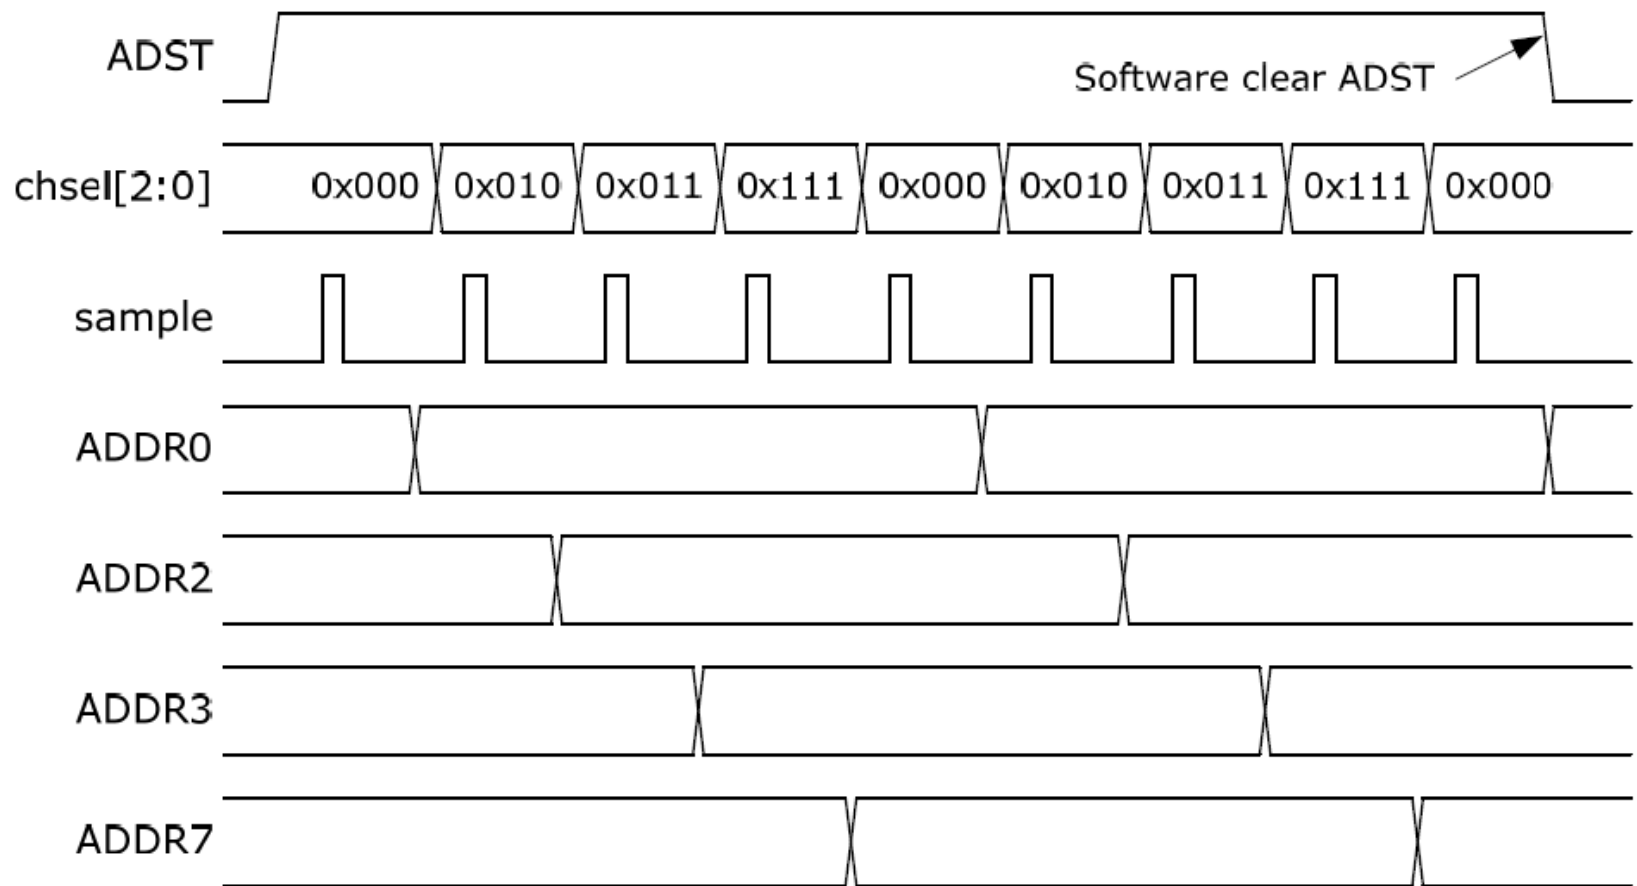 ADST
Software clear ADST
chsel[2:0] 0x000 0x010 0x011 0x111 0x000 0x010 0x011 0x111 0x000
sample
ADDR0
ADDR2
ADDR3
ADDR7